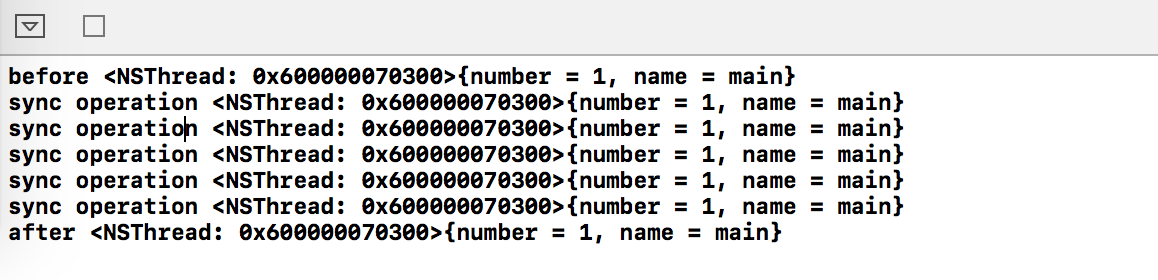 before <NSThread: 0x600000070300>{number = 1, name = main}
sync operation <NSThread: 0x600000070300>{number = 1, name = main}
sync operation <NSThread: 0x600000070300>{number = 1, name = main}
sync operation <NSThread: 0x600000070300>{number = 1, name = main}
sync operation <NSThread: 0x600000070300>{number = 1, name = main}
sync operation <NSThread: 0x600000070300>{number = 1, name = main}
after <NSThread: 0x600000070300>{number = 1, name = main}